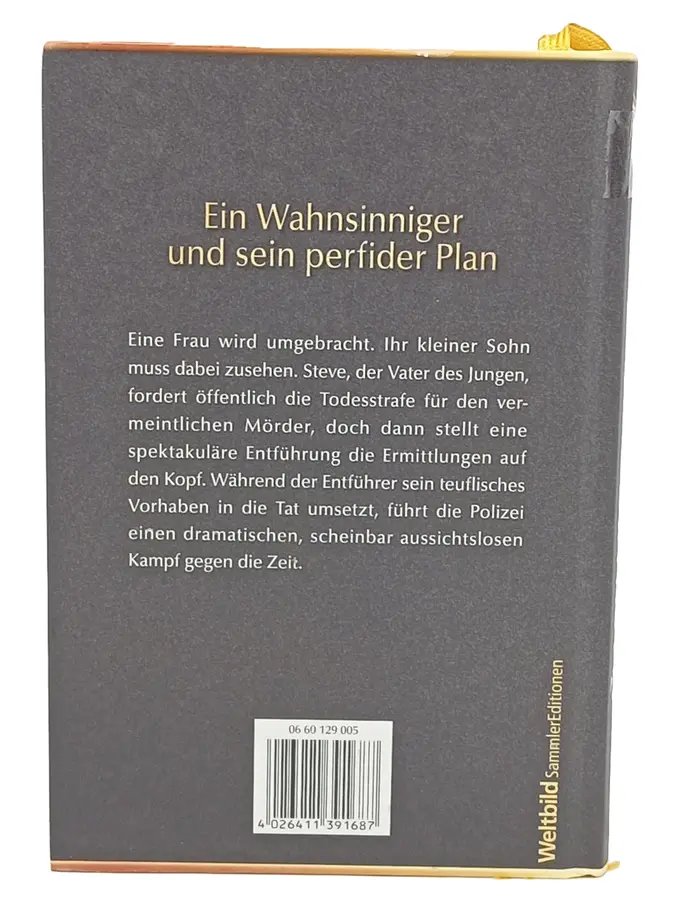 Ein Wahnsinniger
und sein perfider Plan
Eine Frau wird umgebracht. Ihr kleiner Sohn
muss dabei zusehen. Steve, der Vater des Jungen,
fordert öffentlich die Todesstrafe für den ver-
meintlichen Mörder, doch dann stellt eine
spektakuläre Entführung die Ermittlungen auf
den Kopf. Während der Entführer sein teuflisches
Vorhaben in die Tat umsetzt, führt die Polizei
einen dramatischen, scheinbar aussichtslosen
Kampf gegen die Zeit.
06 60 129 005
4 026411 391687
Weltbild SammlerEditionen